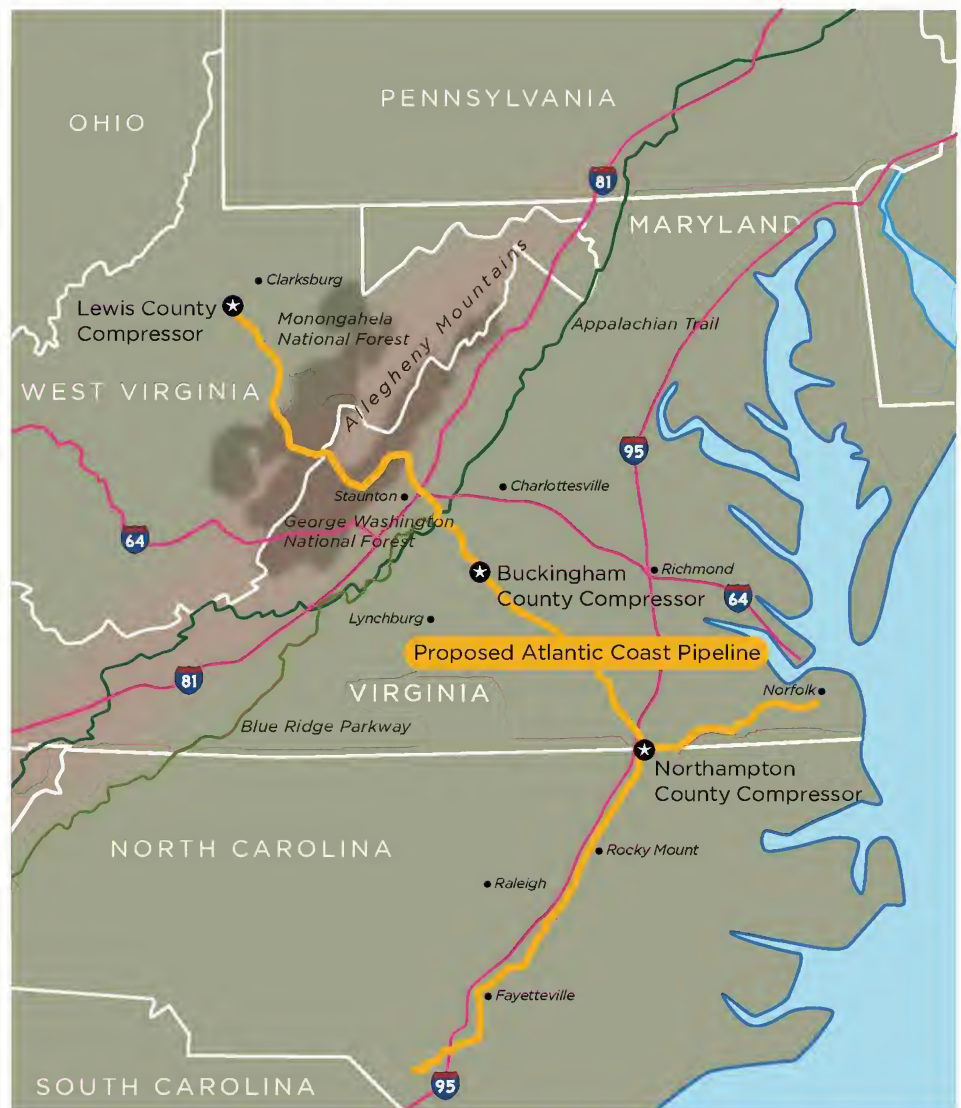 PENNSYLVANIA
OHIO
81
MARYLAND
Clarksburg
Lewis County
Compressor
Monongahela
National Forest
Allegheny Mountains
Appalachian Trail
WEST VIRGINIA
95
Staunton
Charlottesville
George Washington
National Forest
64
Buckingham
County Compressor
Richmond
64
Lynchburg
Proposed Atlantic Coast Pipeline
81
VIRGINIA
Norfolk
Blue Ridge Parkway
Northampton
County Compressor
NORTH CAROLINA
Rocky Mount
Raleigh
Fayetteville
SOUTH CAROLINA
95